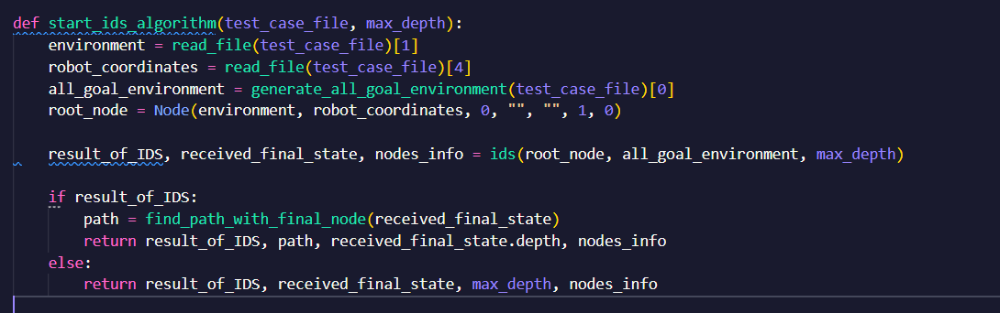 def start_ids_algorithm(test_case_file, max_depth):
    environment = read_file(test_case_file)[1]
    robot_coordinates = read_file(test_case_file)[4]
    all_goal_environment = generate_all_goal_environment(test_case_file)[0]
    root_node = Node(environment, robot_coordinates, 0, "", "", 1, 0)

    result_of_IDS, received_final_state, nodes_info = ids(root_node, all_goal_environment, max_depth)

    if result_of_IDS:
        path = find_path_with_final_node(received_final_state)
        return result_of_IDS, path, received_final_state.depth, nodes_info
    else:
        return result_of_IDS, received_final_state, max_depth, nodes_info